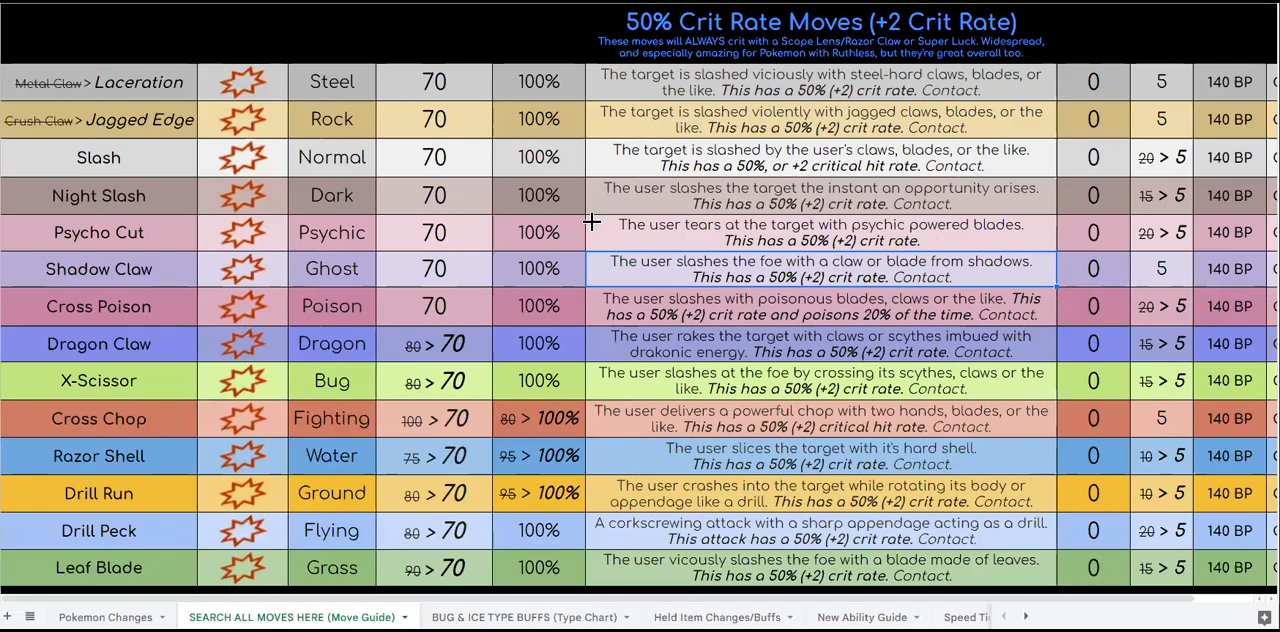 50% Crit Rate Moves (+2 Crit Rate)
These moves will ALWAYS crit with a Scope Lens/Razor Claw or Super Luck. Widespread,
and especially amazing for Pokemon with Ruthless, but they're great overall too.
Metal Claw > Laceration Steel 70 100% The target is slashed viciously with steel-hard claws, blades, or 0 5 140 BP
the like. This has a 50% (+2) crit rate. Contact.
Crush Claw > Jagged Edge Rock 70 100% The target is slashed violently with jagged claws, blades, or the 0 5 140 BP
like. This has a 50% (+2) crit rate. Contact.
Slash Normal 70 100% The target is slashed by the user's claws, blades, or the like. 0 20 > 5 140 BP
This has a 50%, or +2 critical hit rate. Contact.
Night Slash Dark 70 100% The user slashes the target the instant an opportunity arises. 0 15 > 5 140 BP
This has a 50% (+2) crit rate. Contact.
Psycho Cut Psychic 70 100% The user tears at the target with psychic powered blades. 0 20 > 5 140 BP
This has a 50% (+2) crit rate.
Shadow Claw Ghost 70 100% The user slashes the foe with a claw or blade from shadows. 0 5 140 BP
This has a 50% (+2) crit rate. Contact.
Cross Poison Poison 70 100% The user slashes with poisonous blades, claws or the like. This 0 20 > 5 140 BP
has a 50% (+2) crit rate and poisons 20% of the time. Contact.
Dragon Claw Dragon 80 > 70 100% The user rakes the target with claws or scythes imbued with 0 15 > 5 140 BP
drakonic energy. This has a 50% (+2) crit rate. Contact.
X-Scissor Bug 80 > 70 100% The user slashes at the foe by crossing its scythes, claws or the 0 15 > 5 140 BP
like. This has a 50% (+2) crit rate. Contact.
Cross Chop Fighting 100 > 70 80 > 100% The user delivers a powerful chop with two hands, blades, or the 0 5 140 BP
like. This has a 50% (+2) critical hit rate. Contact.
Razor Shell Water 75 > 70 95 > 100% The user slices the target with it's hard shell. 0 10 > 5 140 BP
This has a 50% (+2) crit rate. Contact.
Drill Run Ground 80 > 70 95 > 100% The user crashes into the target while rotating its body or 0 10 > 5 140 BP
appendage like a drill. This has a 50% (+2) crit rate. Contact.
Drill Peck Flying 80 > 70 100% A corkscrewing attack with a sharp appendage acting as a drill. 0 20 > 5 140 BP
This attack has a 50% (+2) crit rate. Contact.
Leaf Blade Grass 90 > 70 100% The user vicously slashes the foe with a blade made of leaves. 0 15 > 5 140 BP
This has a 50% (+2) crit rate. Contact.
Pokemon Changes SEARCH ALL MOVES HERE (Move Guide) BUG & ICE TYPE BUFFS (Type Chart) Held Item Changes/Buffs New Ability Guide Speed